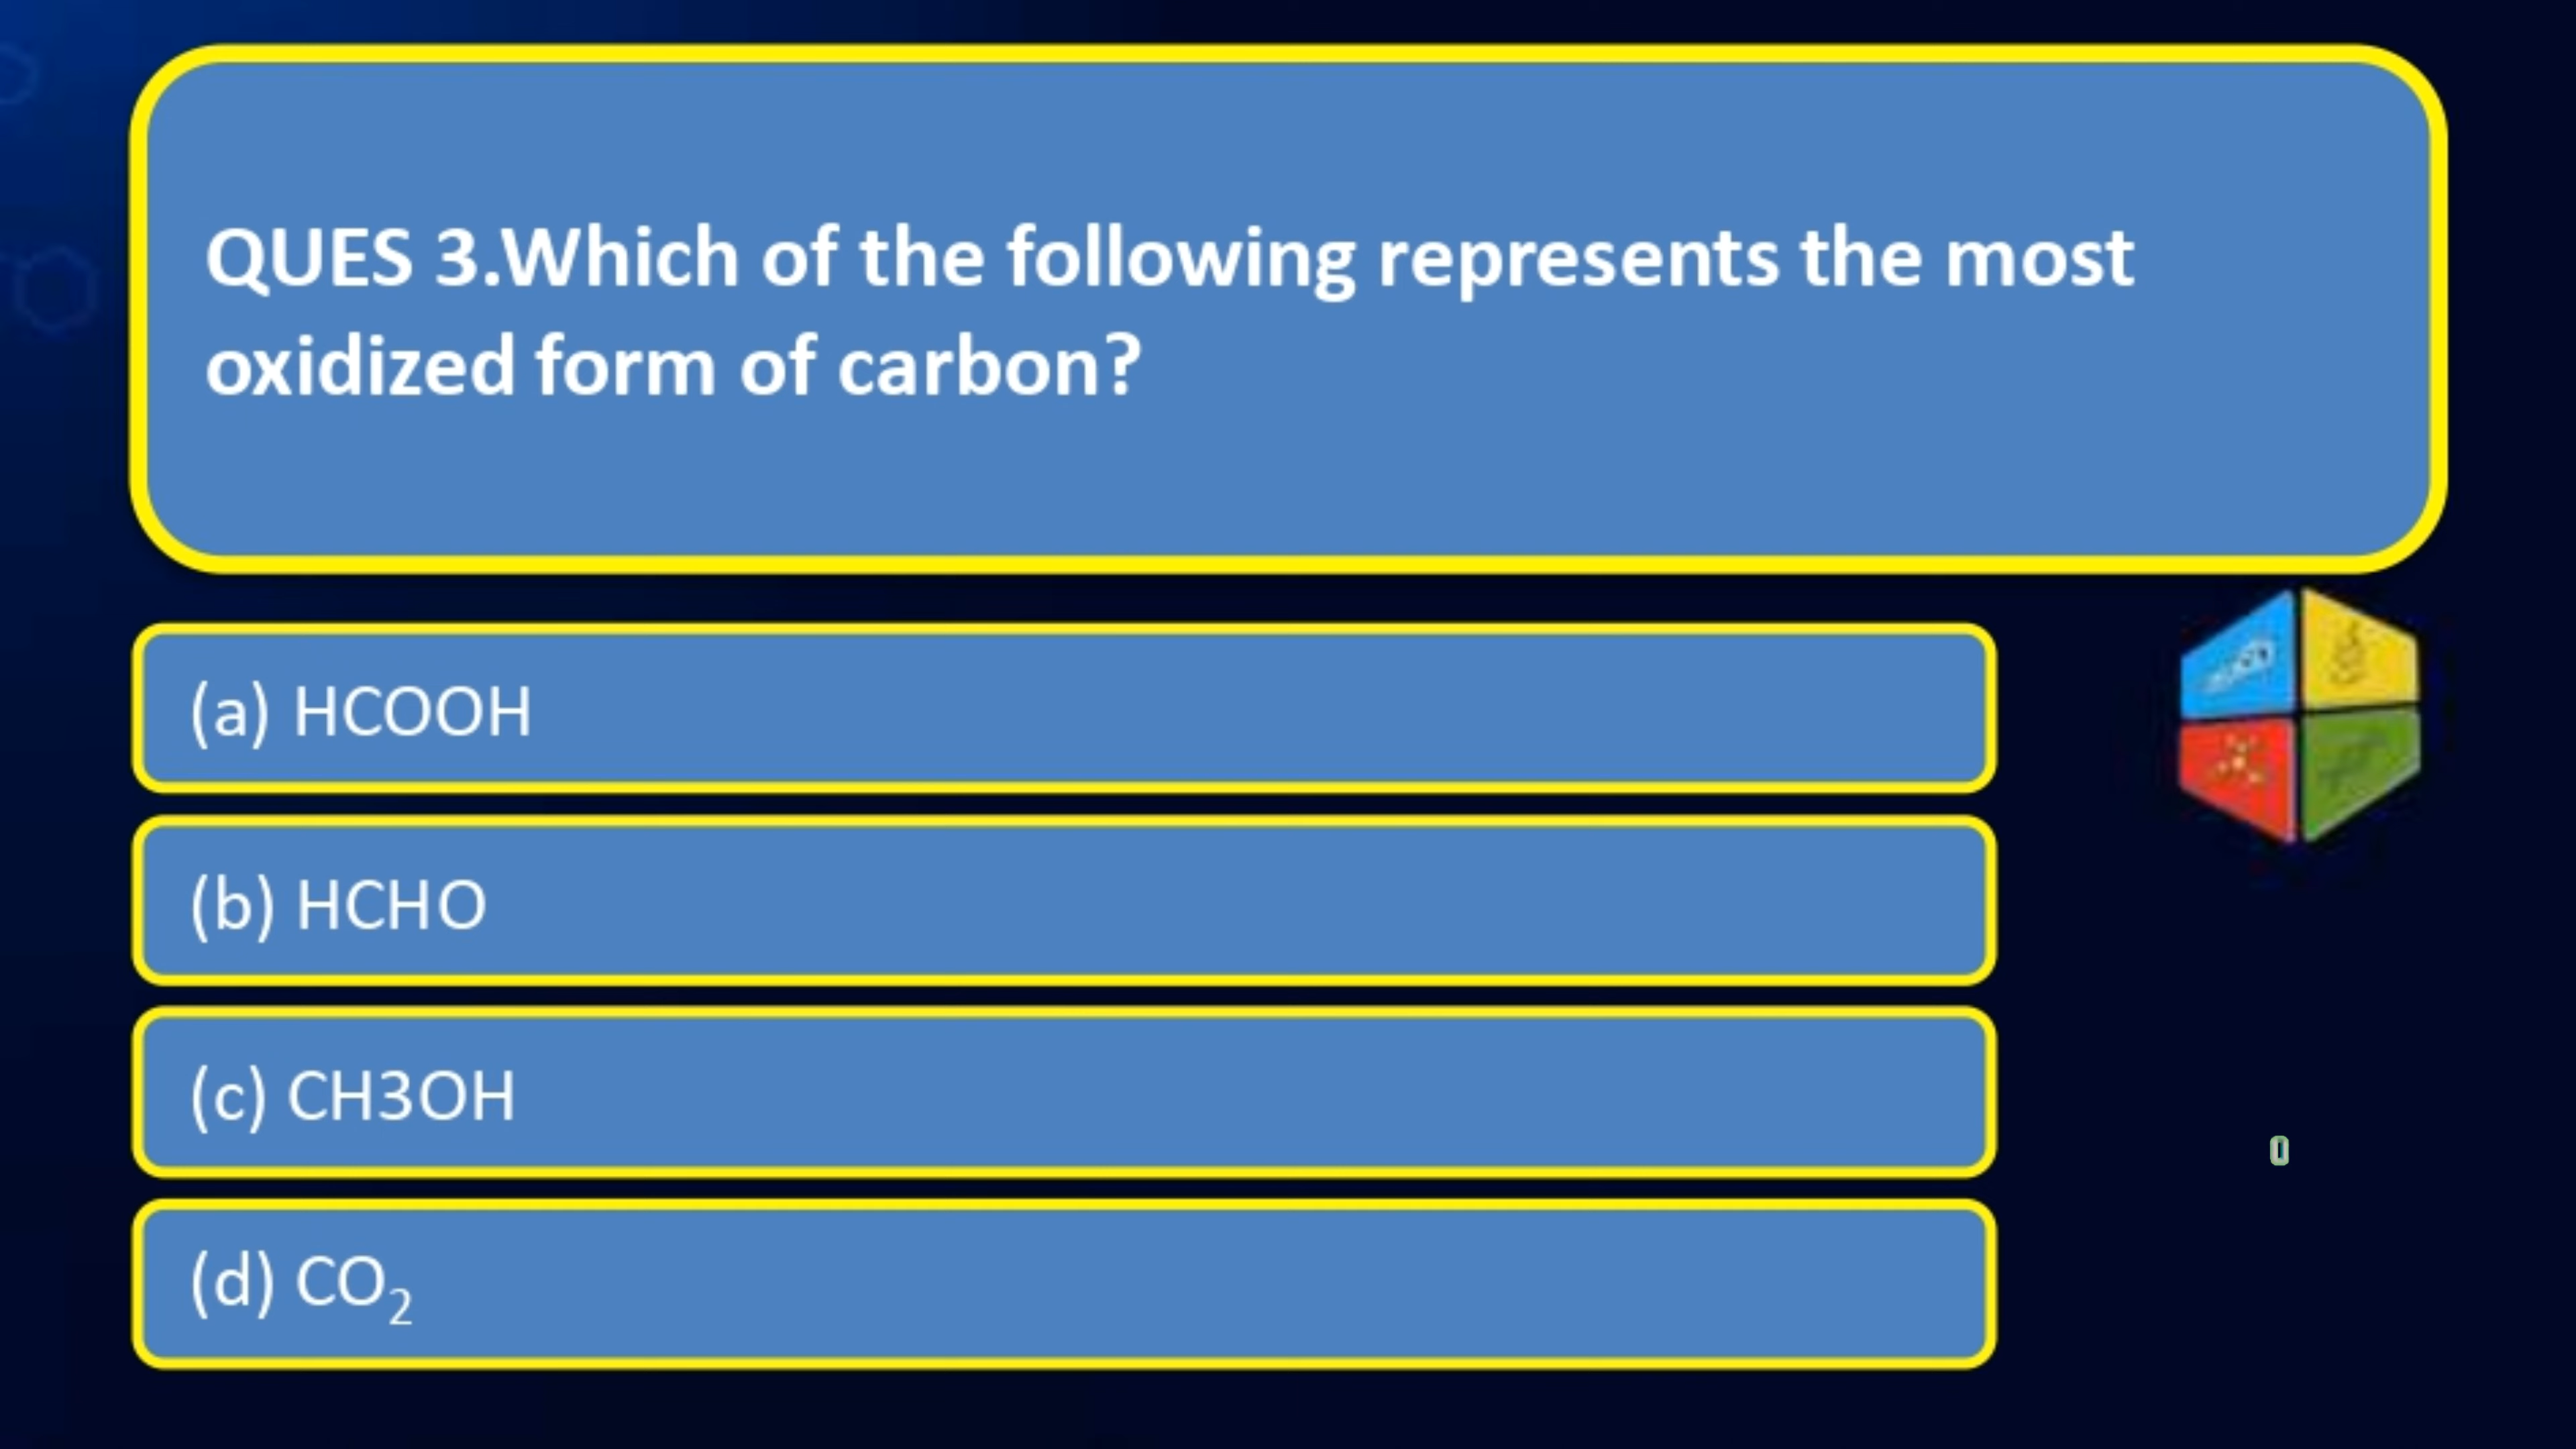 QUES 3.Which of the following represents the most
oxidized form of carbon?
(a) HCOOH
(b) HCHO
(c) CH3OH
(d) CO₂
0